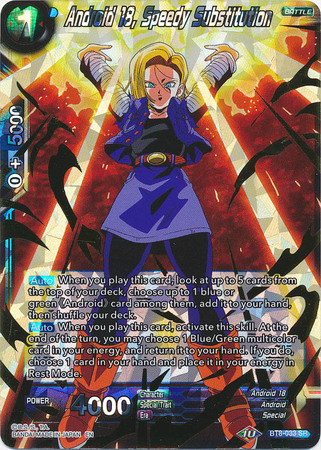 1
Android 18, Speedy Substitution
BATTLE
0 + 5000
Auto When you play this card, look at up to 5 cards from
the top of your deck, choose up to 1 blue or
green 《Android》 card among them, add it to your hand,
then shuffle your deck.
Auto When you play this card, activate this skill. At the
end of the turn, you may choose 1 Blue/Green multicolor
card in your energy, and return it to your hand. If you do,
choose 1 card in your hand and place it in your energy in
Rest Mode.
POWER 4000
Character Android 18
Special Trait Android
Era Special
BANDAI MADE IN JAPAN EN
BT8-033 SR